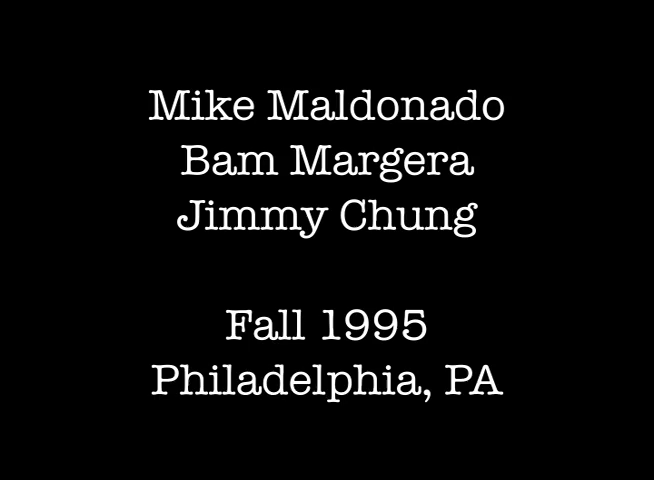 Mike Maldonado
Bam Margera
Jimmy Chung
Fall 1995
Philadelphia, PA